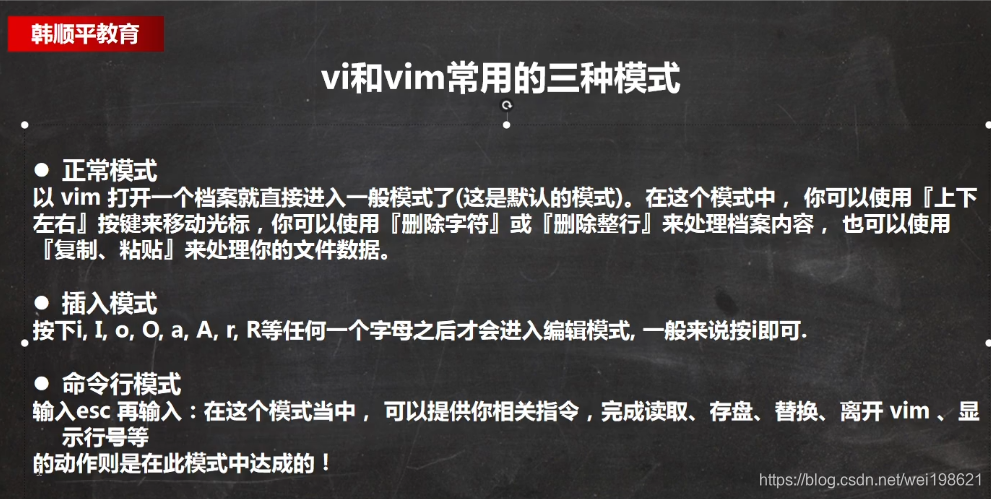 韩顺平教育
vi和vim常用的三种模式
● 正常模式
以 vim 打开一个档案就直接进入一般模式了(这是默认的模式)。在这个模式中， 你可以使用『上下
左右』按键来移动光标，你可以使用『删除字符』或『删除整行』来处理档案内容， 也可以使用
『复制、粘贴』来处理你的文件数据。
● 插入模式
按下i, I, o, O, a, A, r, R等任何一个字母之后才会进入编辑模式, 一般来说按i即可.
● 命令行模式
输入esc 再输入：在这个模式当中， 可以提供你相关指令，完成读取、存盘、替换、离开 vim 、显
示行号等
的动作则是在此模式中达成的！
https://blog.csdn.net/wei198621